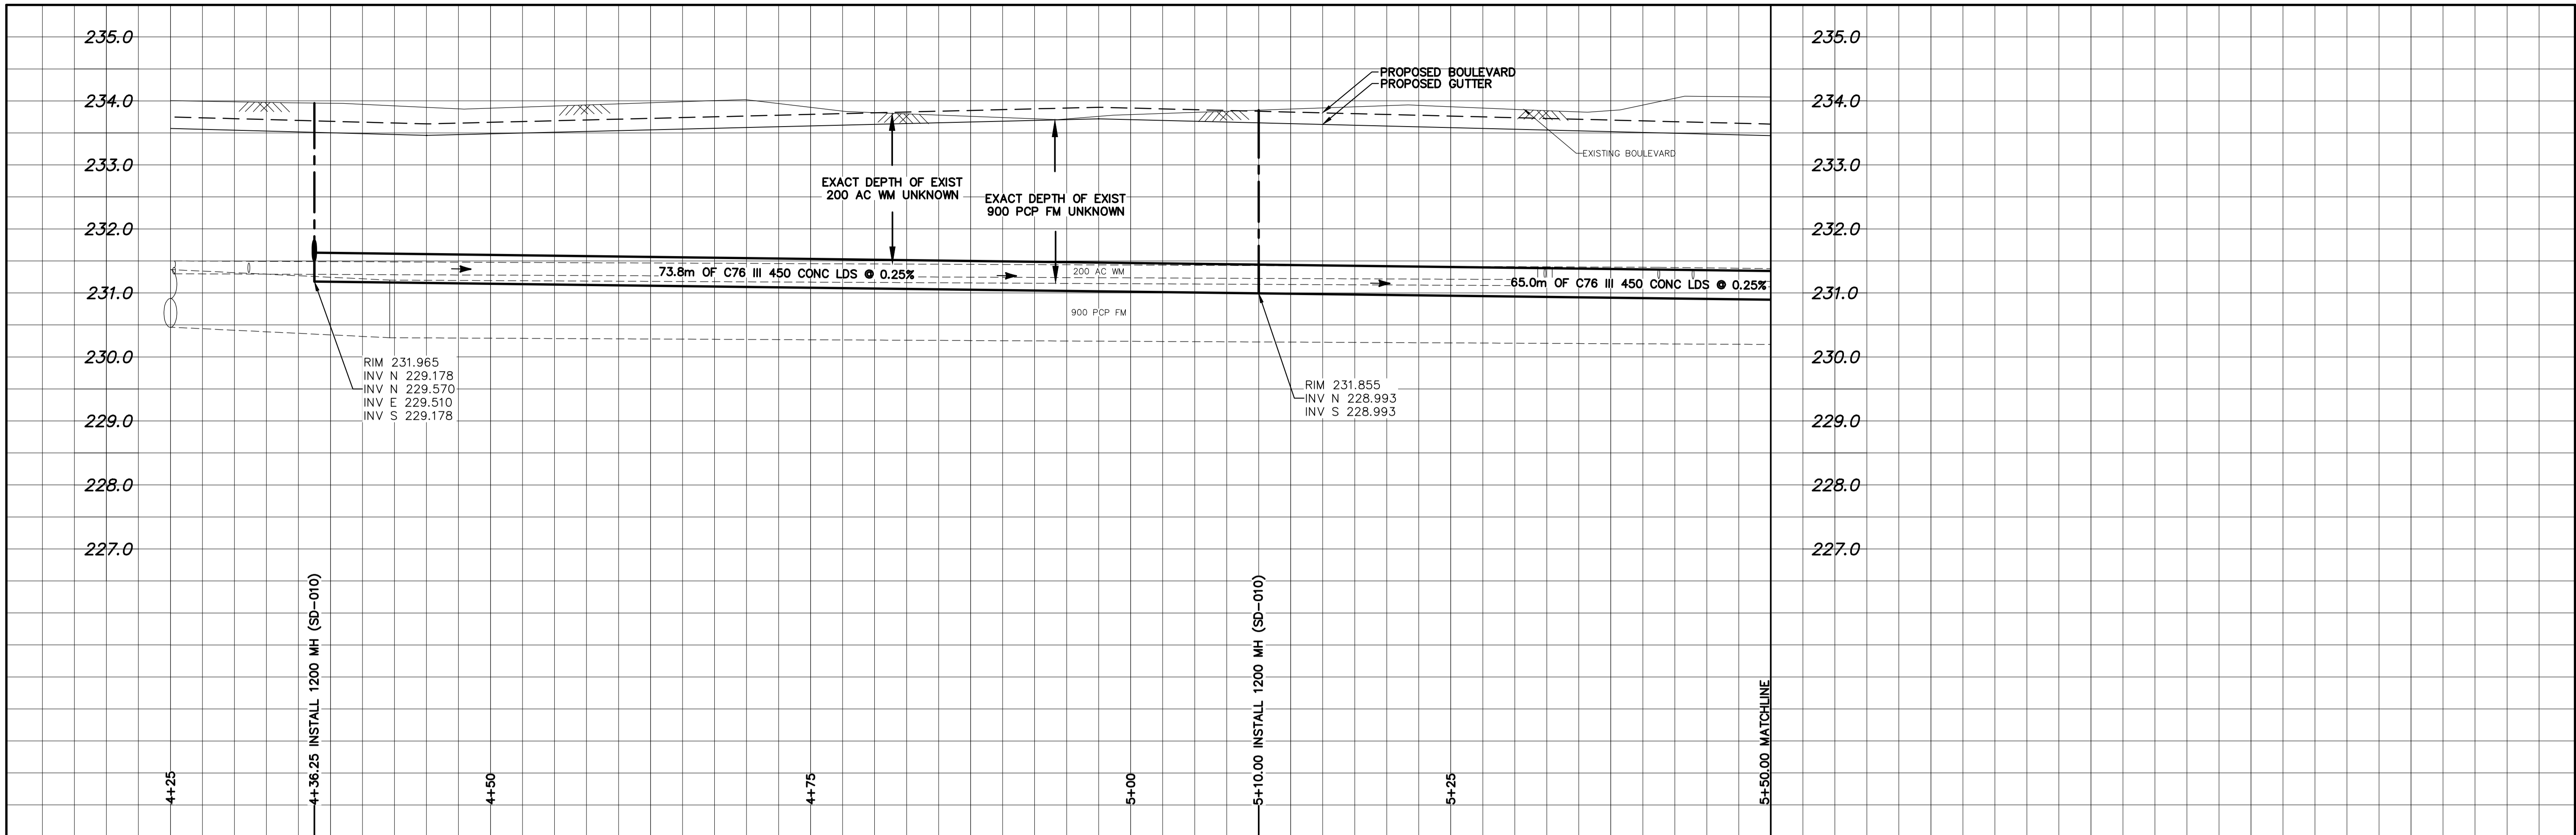 235.0
234.0
233.0
232.0
231.0
230.0
229.0
228.0
227.0
PROPOSED BOULEVARD
PROPOSED GUTTER
EXISTING BOULEVARD
EXACT DEPTH OF EXIST
200 AC WM UNKNOWN
EXACT DEPTH OF EXIST
900 PCP FM UNKNOWN
73.8m OF C76 III 450 CONC LDS @ 0.25%
200 AC WM
900 PCP FM
65.0m OF C76 III 450 CONC LDS @ 0.25%
RIM 231.965
INV N 229.178
INV N 229.570
INV E 229.510
INV S 229.178
RIM 231.855
INV N 228.993
INV S 228.993
4+25
4+36.25 INSTALL 1200 MH (SD-010)
4+50
4+75
5+00
5+10.00 INSTALL 1200 MH (SD-010)
5+25
5+50.00 MATCHLINE
235.0
234.0
233.0
232.0
231.0
230.0
229.0
228.0
227.0